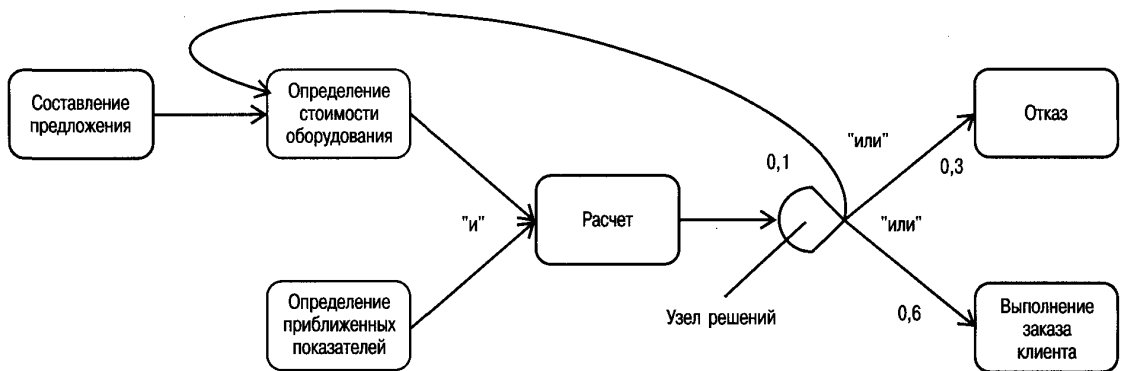 Составление
предложения
Определение
стоимости
оборудования
Определение
приближенных
показателей
"и"
Расчет
0,1
Узел решений
"или"
0,3
"или"
0,6
Отказ
Выполнение
заказа
клиента